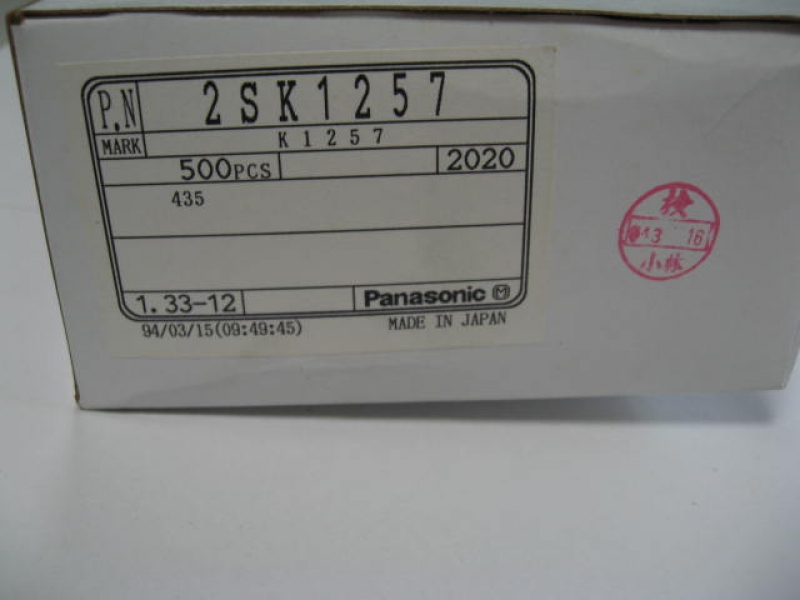 P.N 2SK1257
MARK K1257
500PCS 2020
435
1.33-12 Panasonic
94/03/15(09:49:45) MADE IN JAPAN
検
3 16
小林